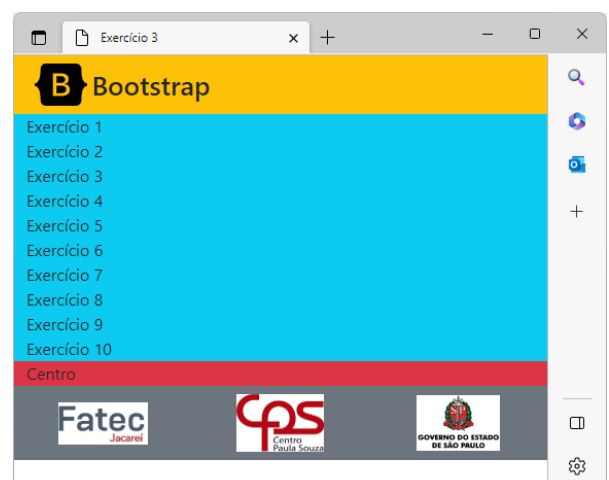 Exercício 3
B Bootstrap
Exercício 1
Exercício 2
Exercício 3
Exercício 4
Exercício 5
Exercício 6
Exercício 7
Exercício 8
Exercício 9
Exercício 10
Centro
Fatec
Jacareí
CPS
Centro
Paula Souza
GOVERNO DO ESTADO
DE SÃO PAULO